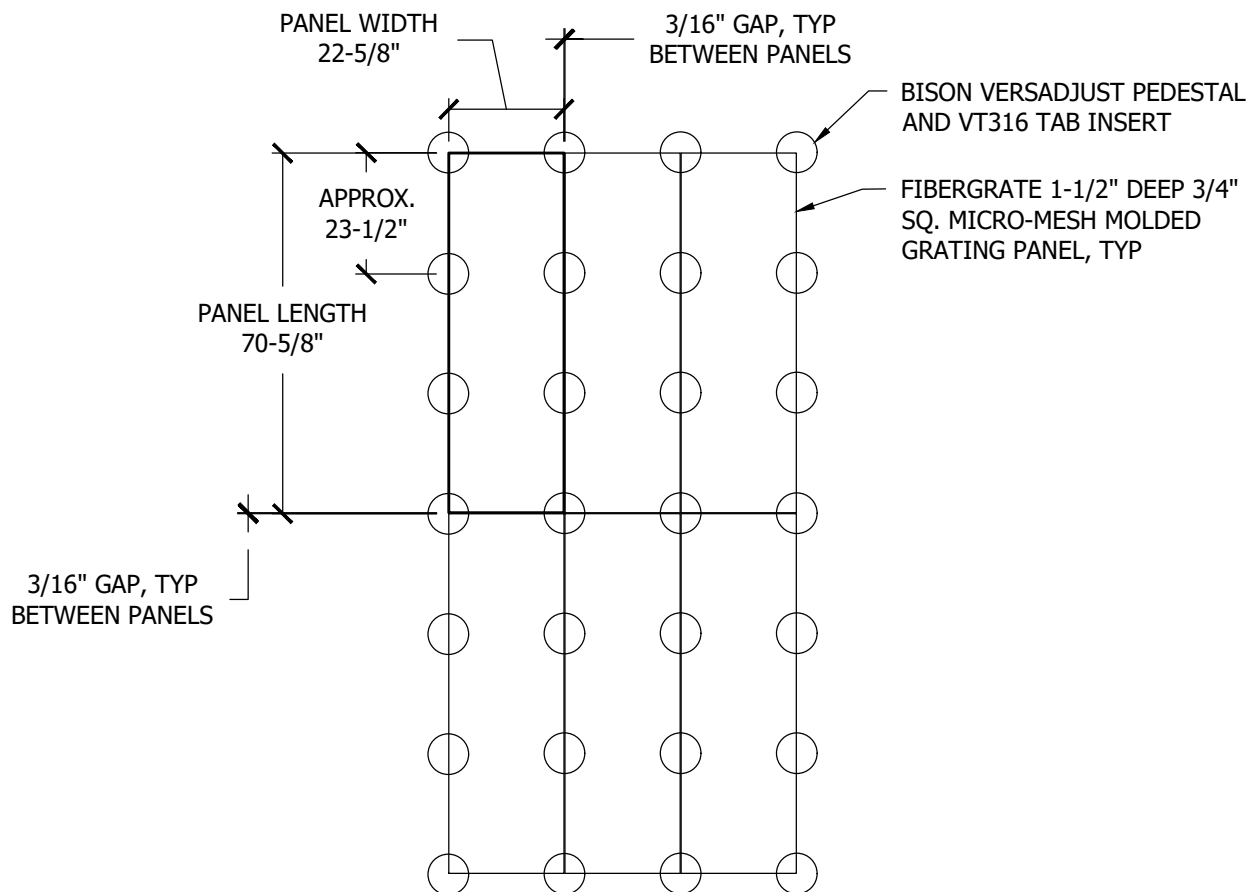 PANEL WIDTH
22-5/8"
3/16" GAP, TYP
BETWEEN PANELS
BISON VERSADJUST PEDESTAL
AND VT316 TAB INSERT
APPROX.
23-1/2"
FIBERGRATE 1-1/2" DEEP 3/4"
SQ. MICRO-MESH MOLDED
GRATING PANEL, TYP
PANEL LENGTH
70-5/8"
3/16" GAP, TYP
BETWEEN PANELS